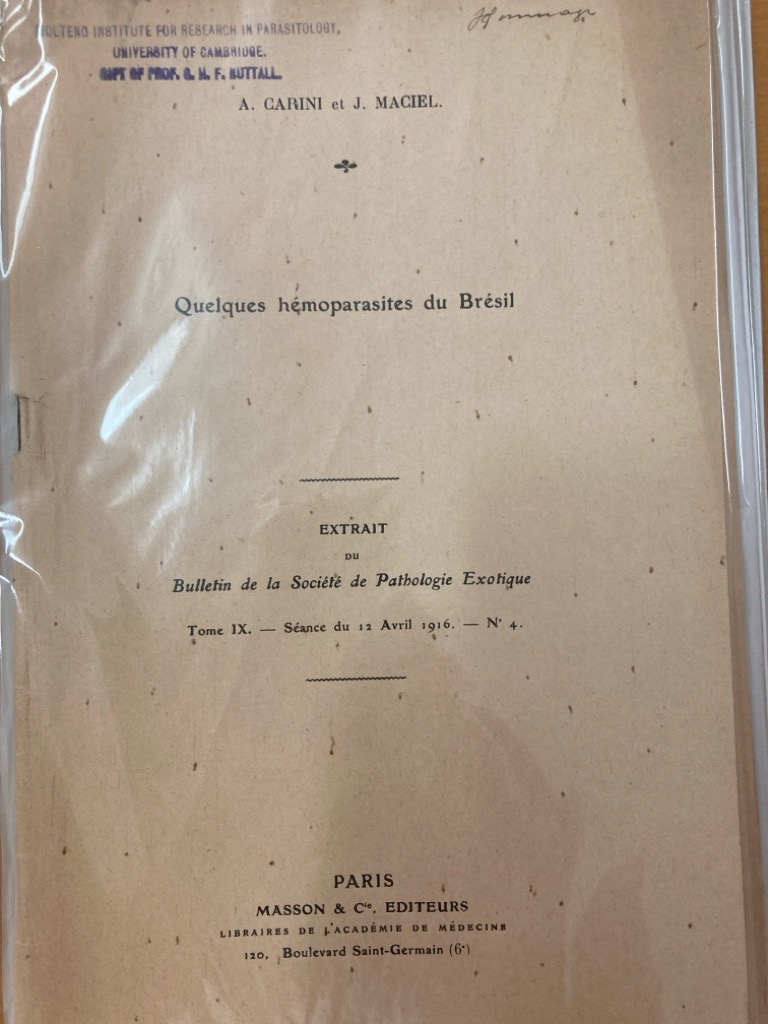 MOLTENO INSTITUTE FOR RESEARCH IN PARASITOLOGY,
UNIVERSITY OF CAMBRIDGE.
GIFT OF PROF. G. H. F. NUTTALL.
Hommage
A. CARINI et J. MACIEL.
Quelques hémoparasites du Brésil
EXTRAIT
DU
Bulletin de la Société de Pathologie Exotique
Tome IX. — Séance du 12 Avril 1916. — N° 4.
PARIS
MASSON & Cie, EDITEURS
LIBRAIRES DE L'ACADÉMIE DE MÉDECINE
120, Boulevard Saint-Germain (6e)